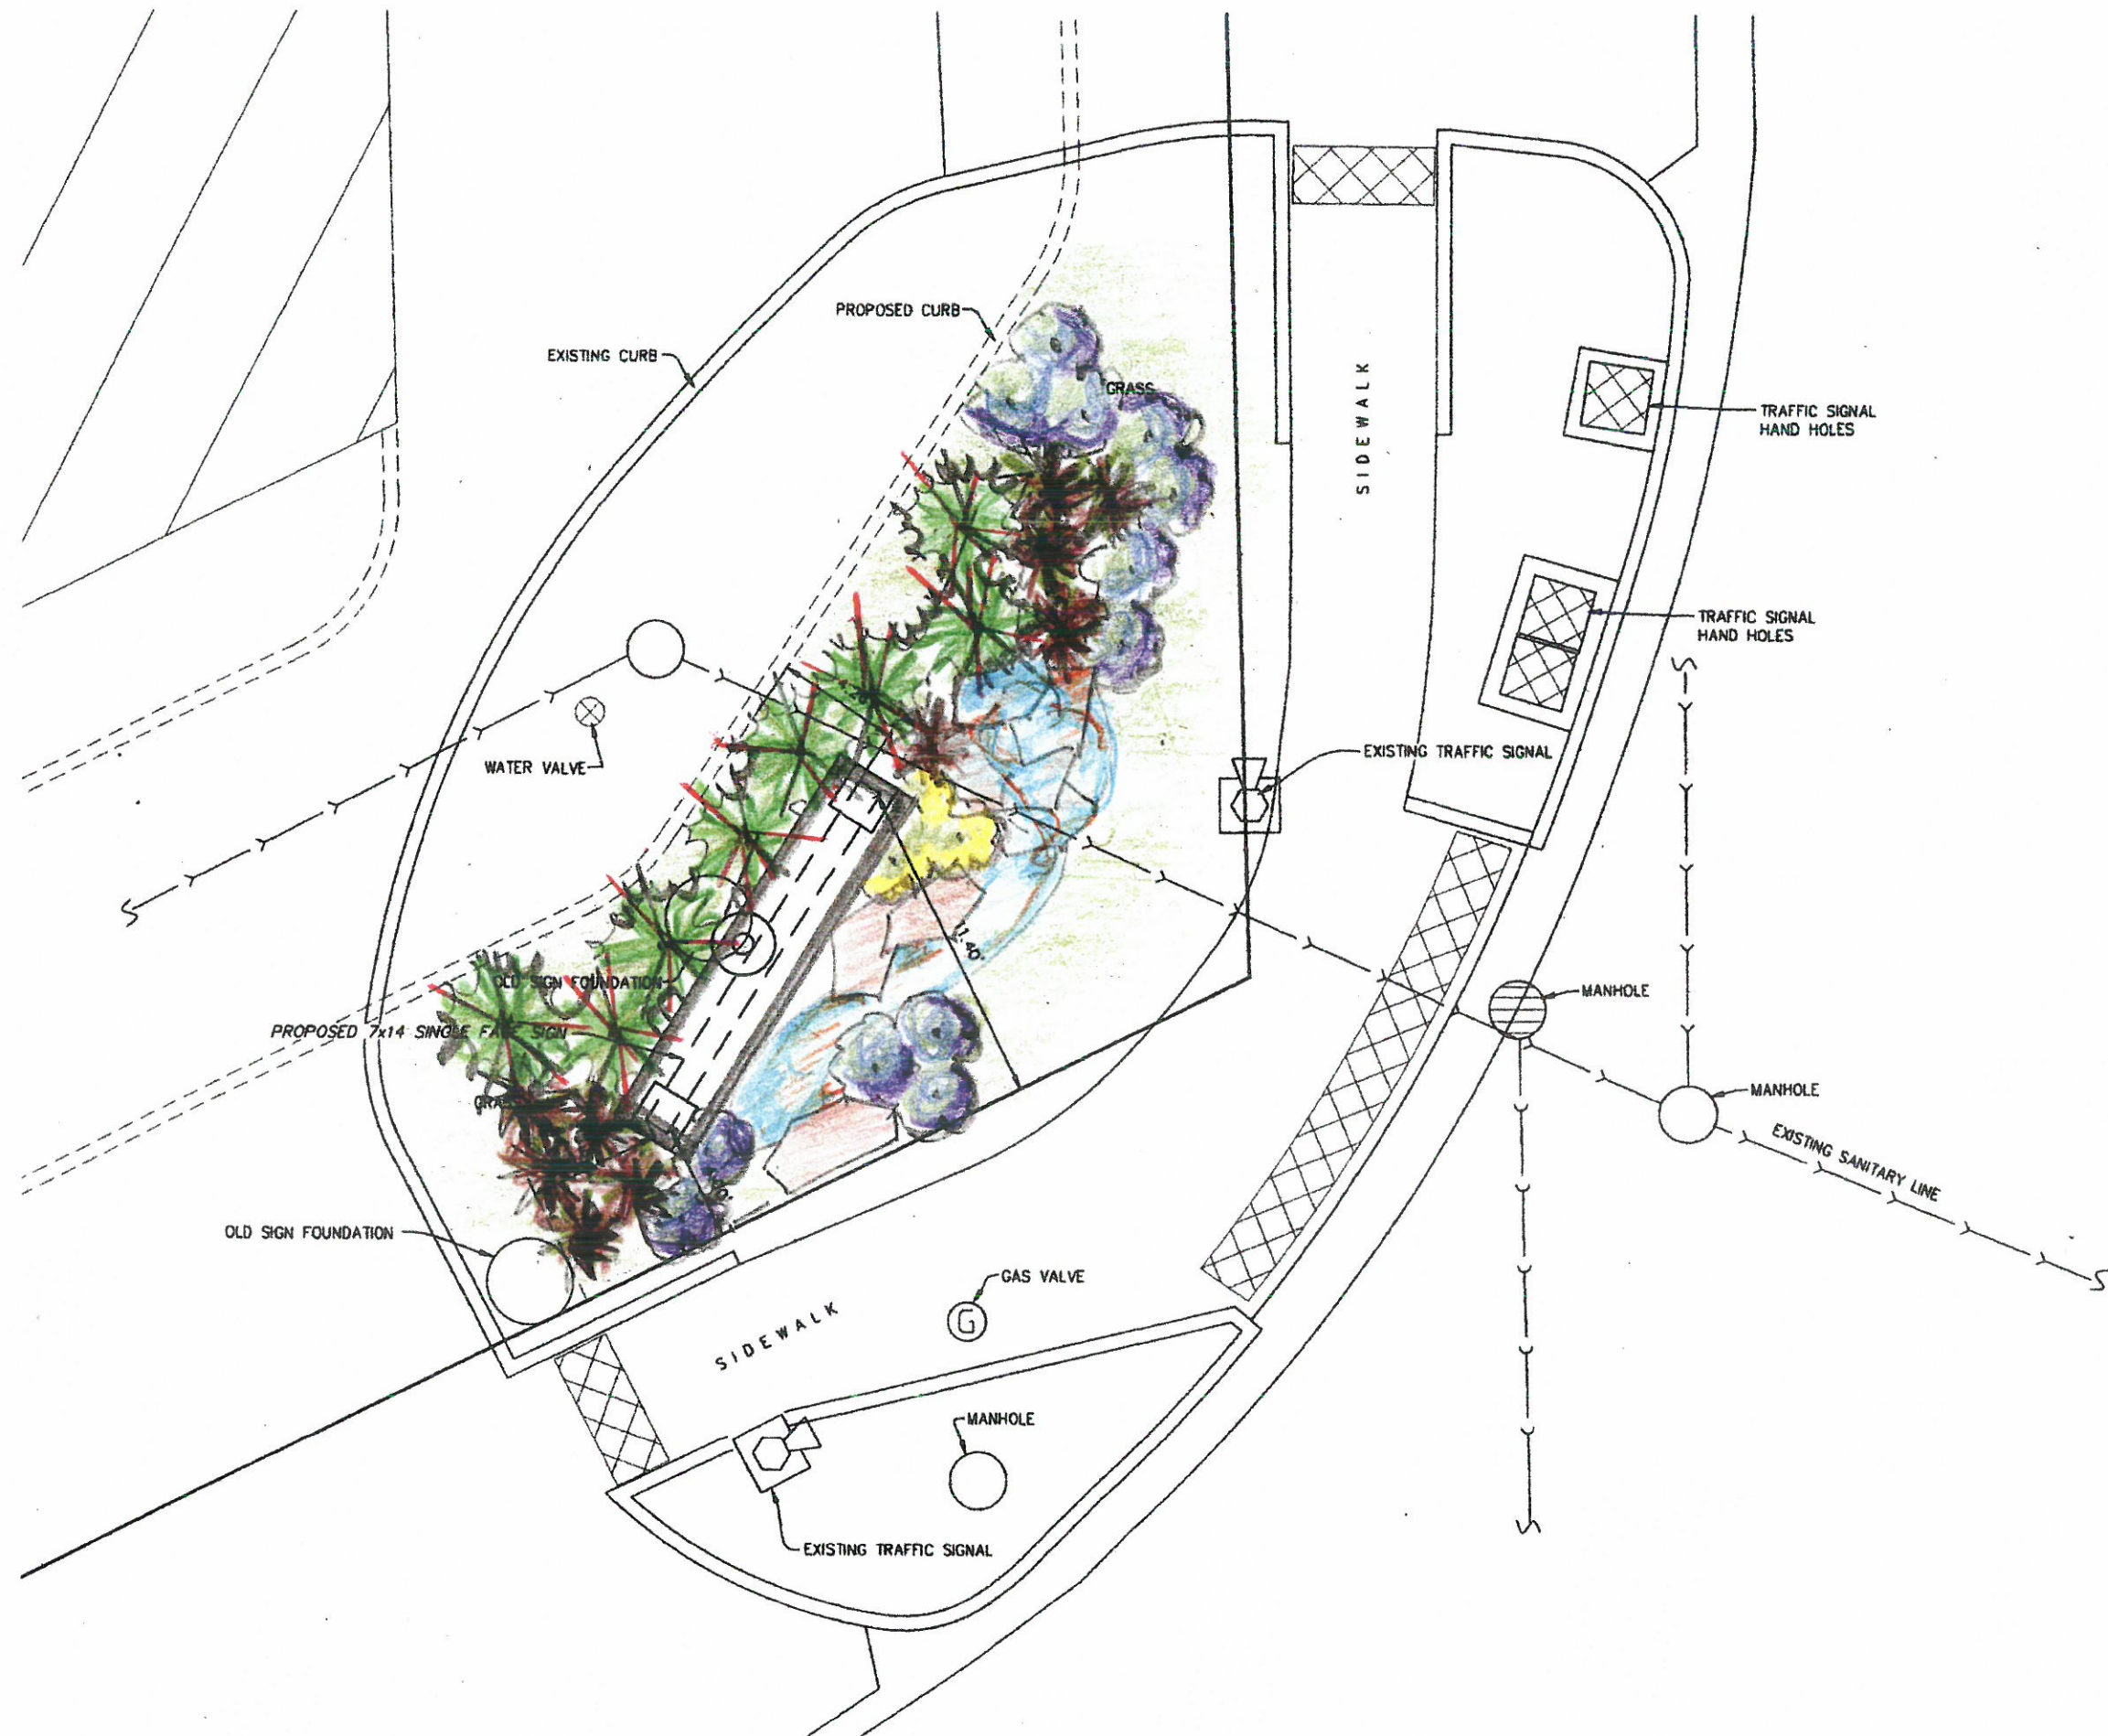 PROPOSED CURB
EXISTING CURB
GRASS
SIDEWALK
TRAFFIC SIGNAL
HAND HOLES
TRAFFIC SIGNAL
HAND HOLES
WATER VALVE
EXISTING TRAFFIC SIGNAL
11.40.
OLD SIGN FOUNDATION
MANHOLE
PROPOSED 7x14 SINGLE FACE SIGN
MANHOLE
EXISTING SANITARY LINE
S
S
S
S
OLD SIGN FOUNDATION
GAS VALVE
G
SIDEWALK
MANHOLE
EXISTING TRAFFIC SIGNAL